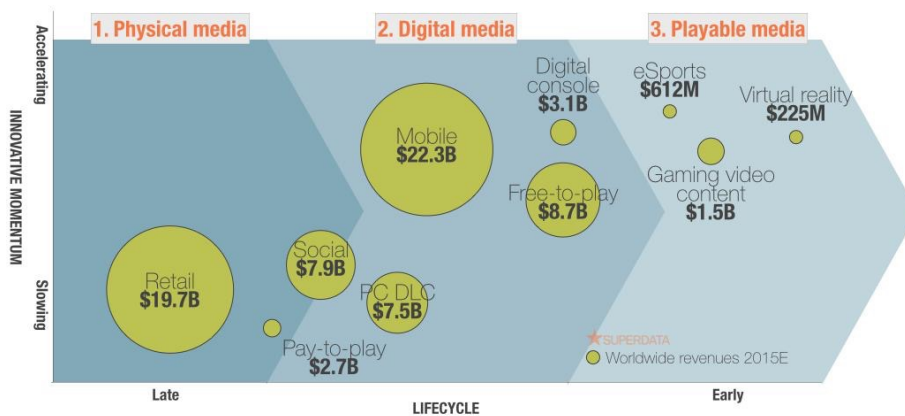 1. Physical media
2. Digital media
3. Playable media
Accelerating
INNOVATIVE MOMENTUM
Slowing
Digital
console
$3.1B
eSports
$612M
Virtual reality
$225M
Mobile
$22.3B
Gaming video
content
$1.5B
Free-to-play
$8.7B
Social
$7.9B
Retail
$19.7B
PC DLC
$7.5B
Pay-to-play
$2.7B
SUPERDATA
Worldwide revenues 2015E
Late
LIFECYCLE
Early